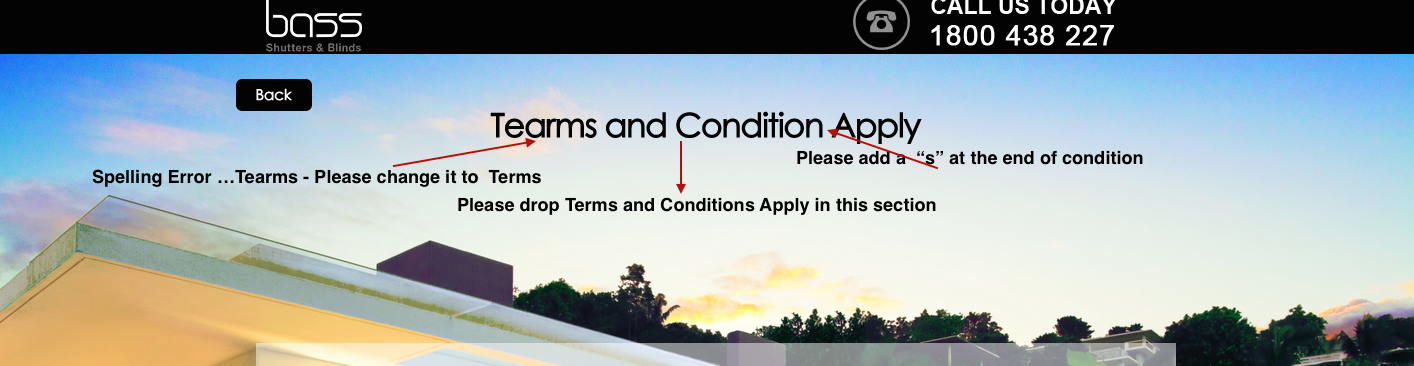 bass
Shutters & Blinds
CALL US TODAY
1800 438 227
Back
Tearms and Condition Apply
Please add a “s” at the end of condition
Spelling Error ...Tearms - Please change it to Terms
Please drop Terms and Conditions Apply in this section